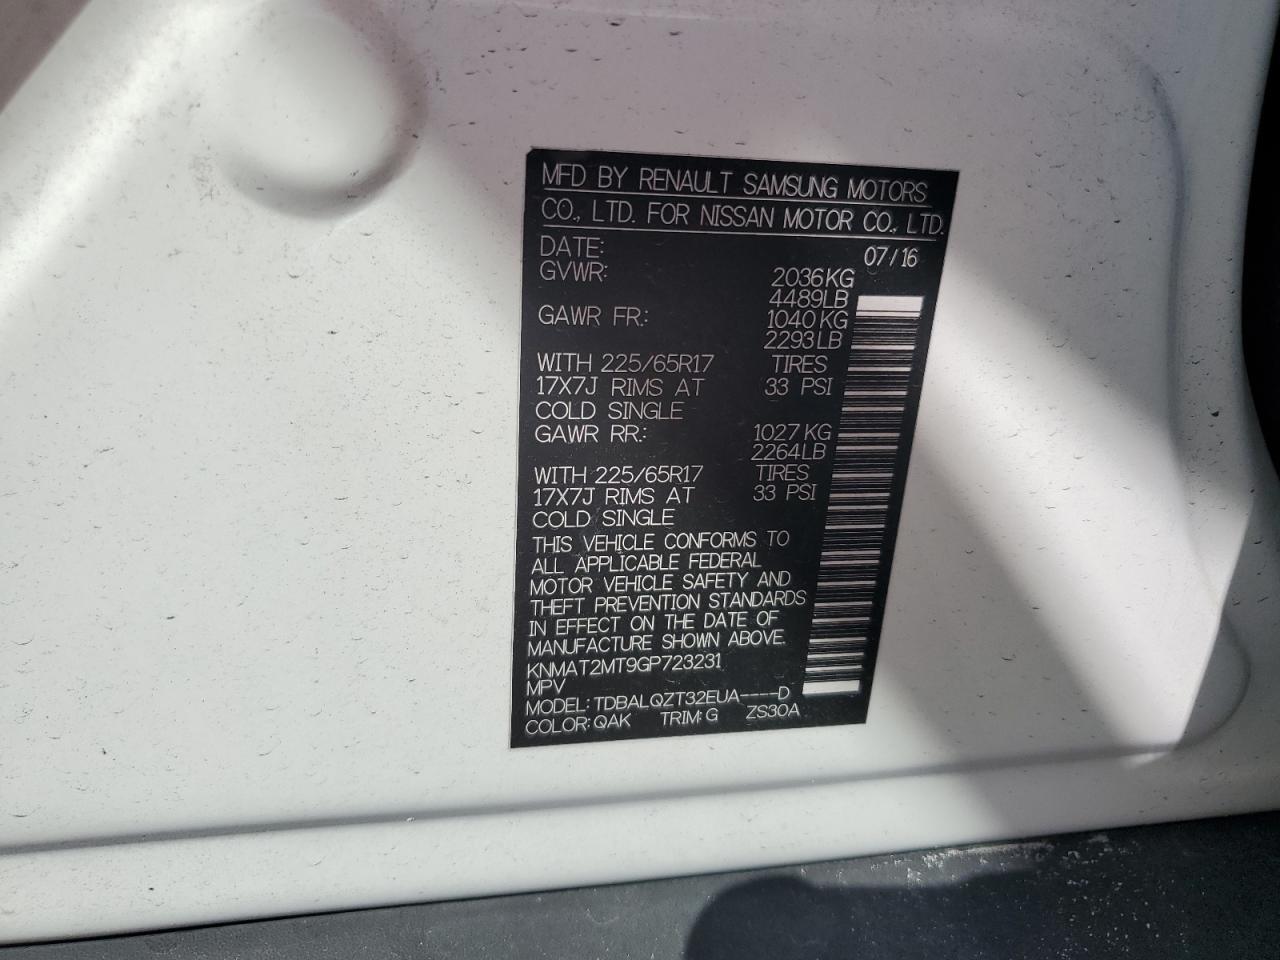 MFD BY RENAULT SAMSUNG MOTORS
CO., LTD. FOR NISSAN MOTOR CO., LTD.
DATE: 07/16
GVWR: 2036KG
4489LB
GAWR FR.: 1040KG
2293LB
WITH 225/65R17 TIRES
17X7J RIMS AT 33 PSI
COLD SINGLE
GAWR RR.: 1027KG
2264LB
WITH 225/65R17 TIRES
17X7J RIMS AT 33 PSI
COLD SINGLE
THIS VEHICLE CONFORMS TO
ALL APPLICABLE FEDERAL
MOTOR VEHICLE SAFETY AND
THEFT PREVENTION STANDARDS
IN EFFECT ON THE DATE OF
MANUFACTURE SHOWN ABOVE.
KNMAT2MT9GP723231
MPV
MODEL: TDBALQZT32EUA----D
COLOR: QAK TRIM: G ZS30A